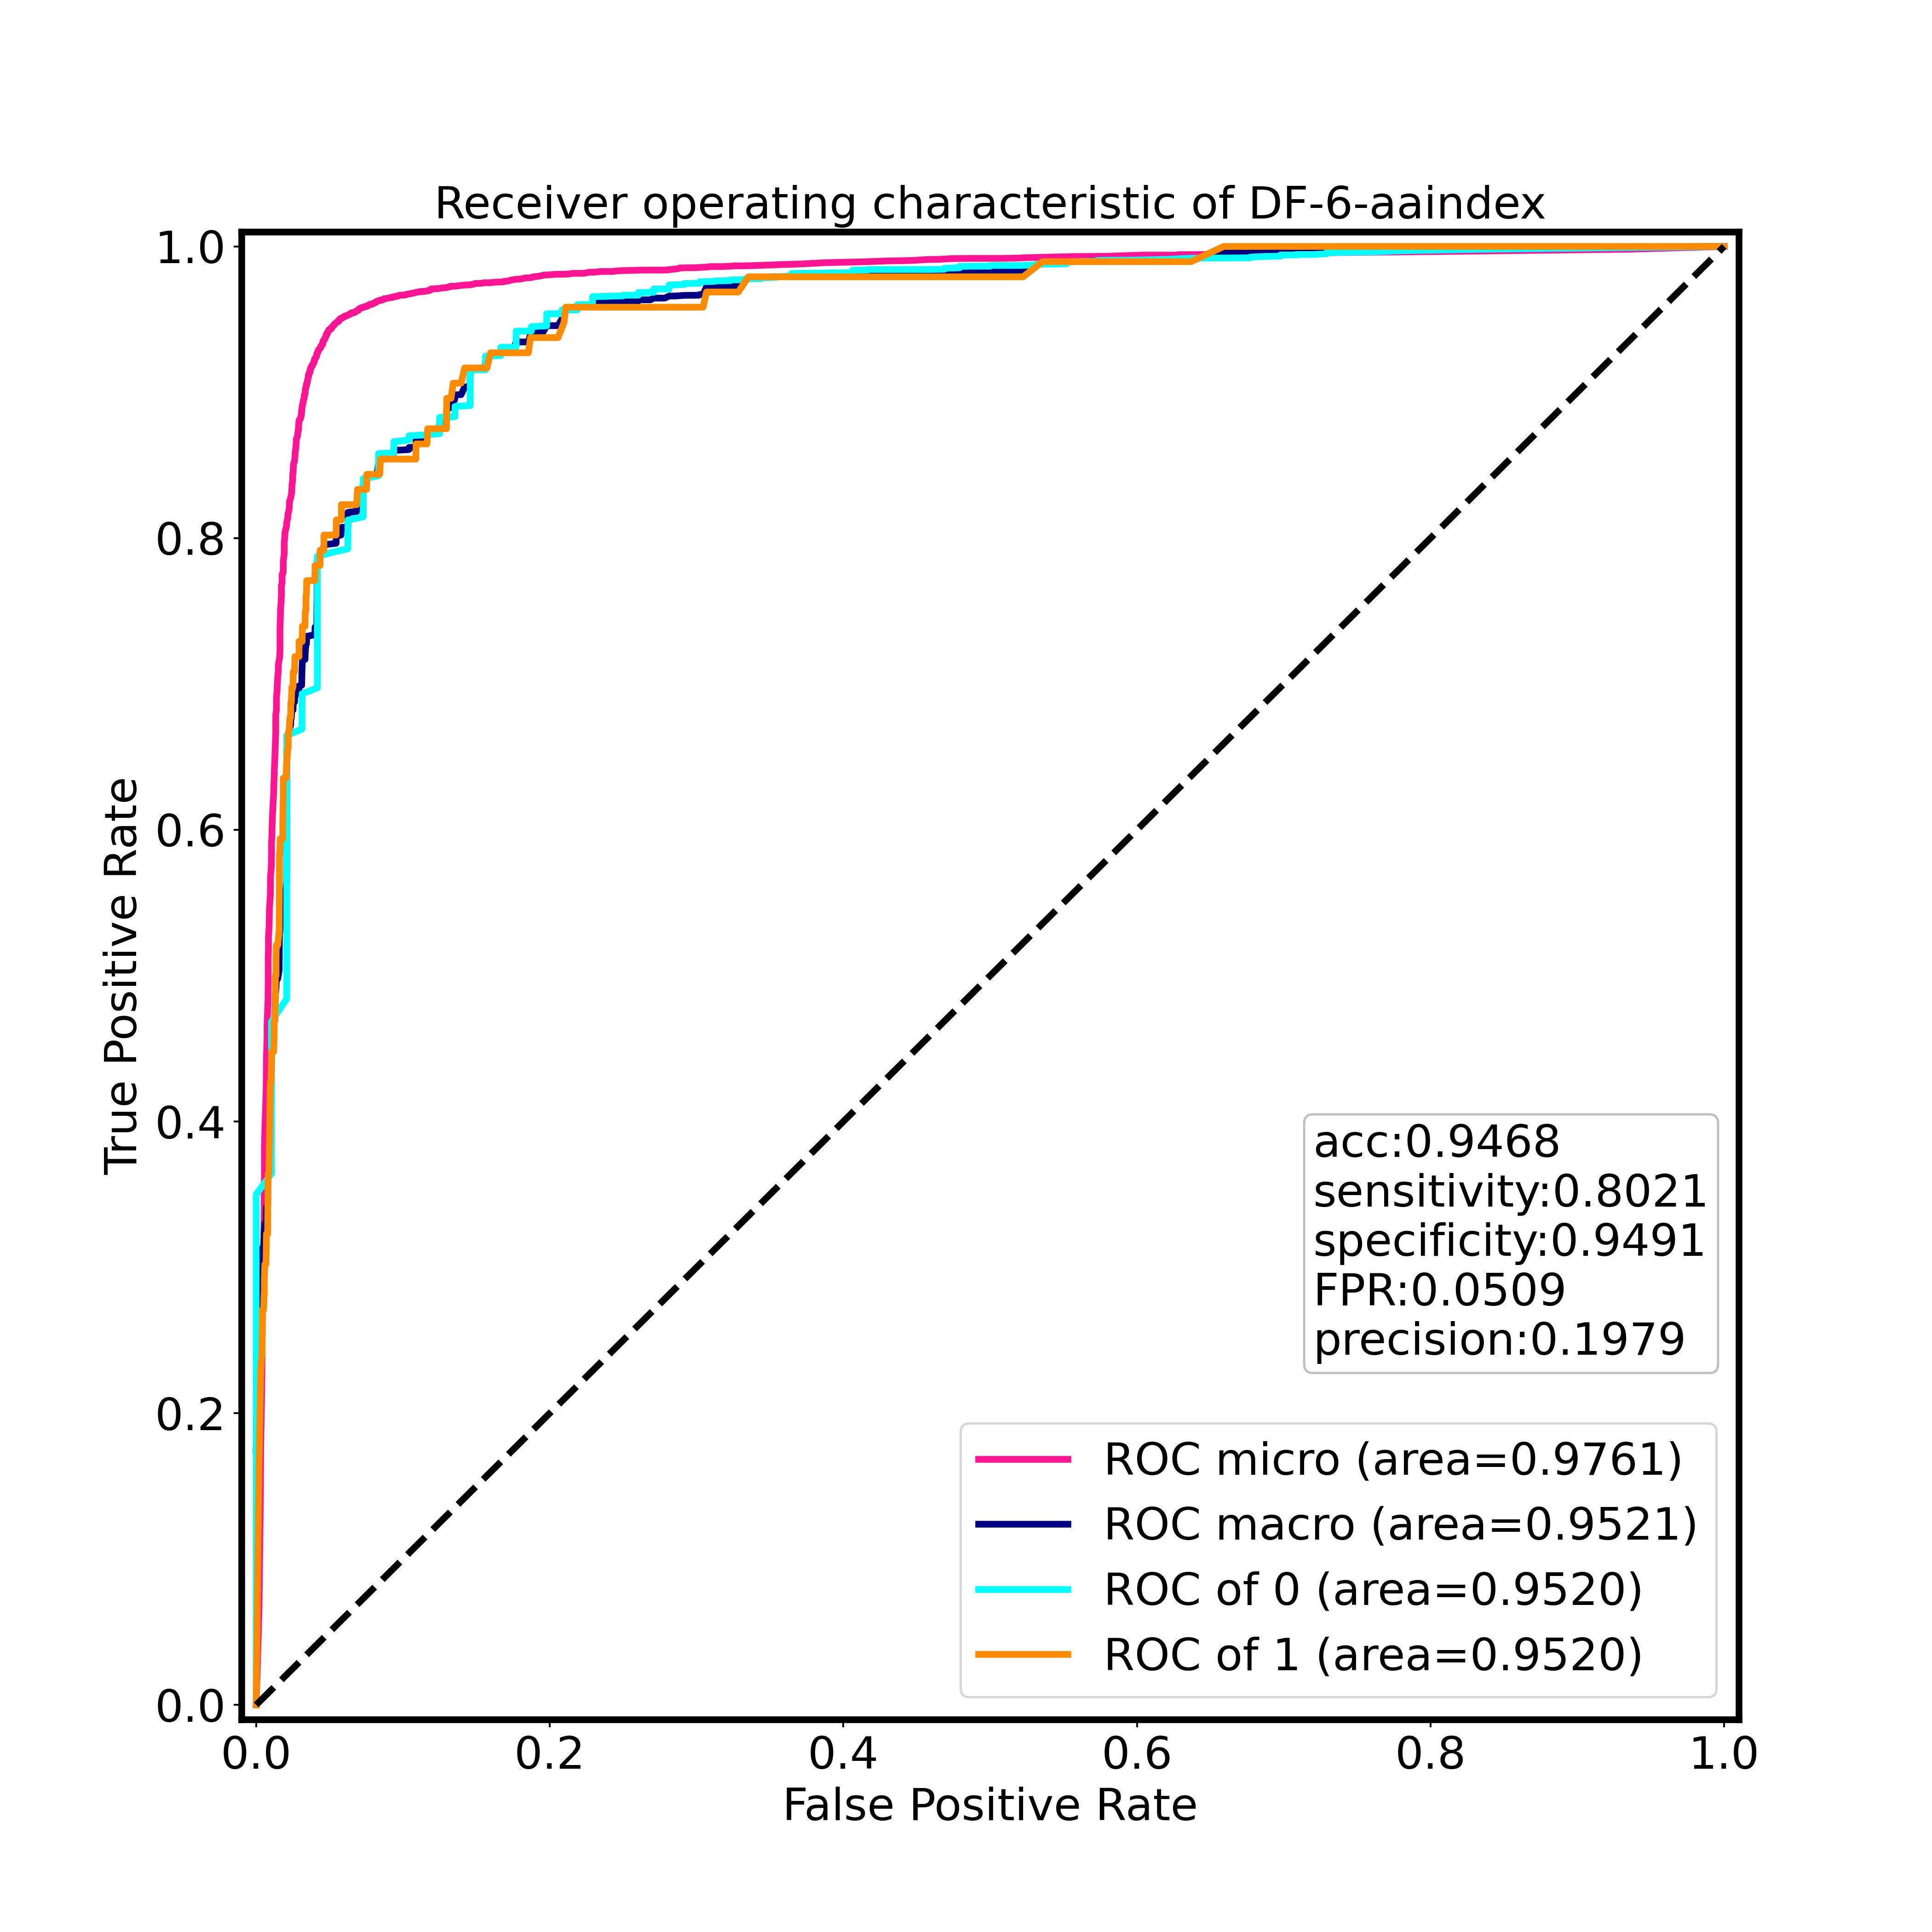 Receiver operating characteristic of DF-6-aaindex
1.0
0.8
0.6
0.4
0.2
0.0
True Positive Rate
acc:0.9468
sensitivity:0.8021
specificity:0.9491
FPR:0.0509
precision:0.1979
ROC micro (area=0.9761)
ROC macro (area=0.9521)
ROC of 0 (area=0.9520)
ROC of 1 (area=0.9520)
0.0 0.2 0.4 0.6 0.8 1.0
False Positive Rate